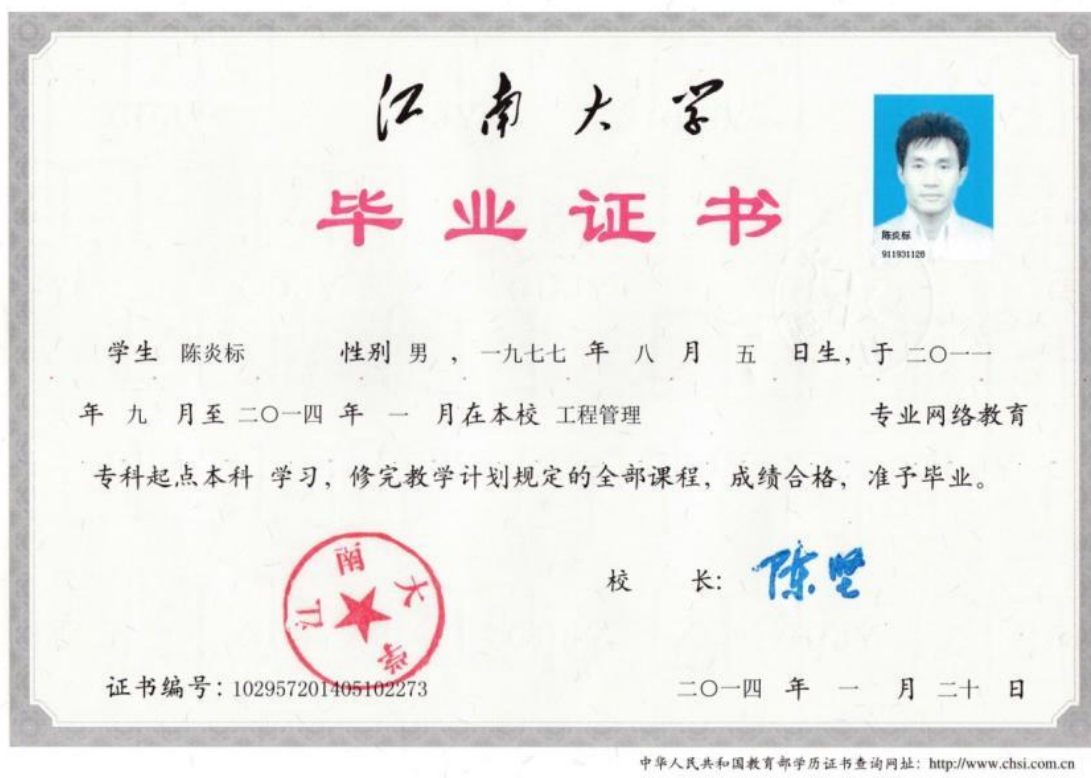 江南大学
毕业证书
陈炎标
911931128
学生 陈炎标 性别 男 ，一九七七 年 八 月 五 日生，于 二〇一一
年 九 月至 二〇一四 年 一 月在本校 工程管理 专业网络教育
专科起点本科 学习，修完教学计划规定的全部课程，成绩合格，准予毕业。
江南大学
校 长：陈坚
证书编号：102957201405102273 二〇一四 年 一 月 二十 日
中华人民共和国教育部学历证书查询网址：http://www.chsi.com.cn